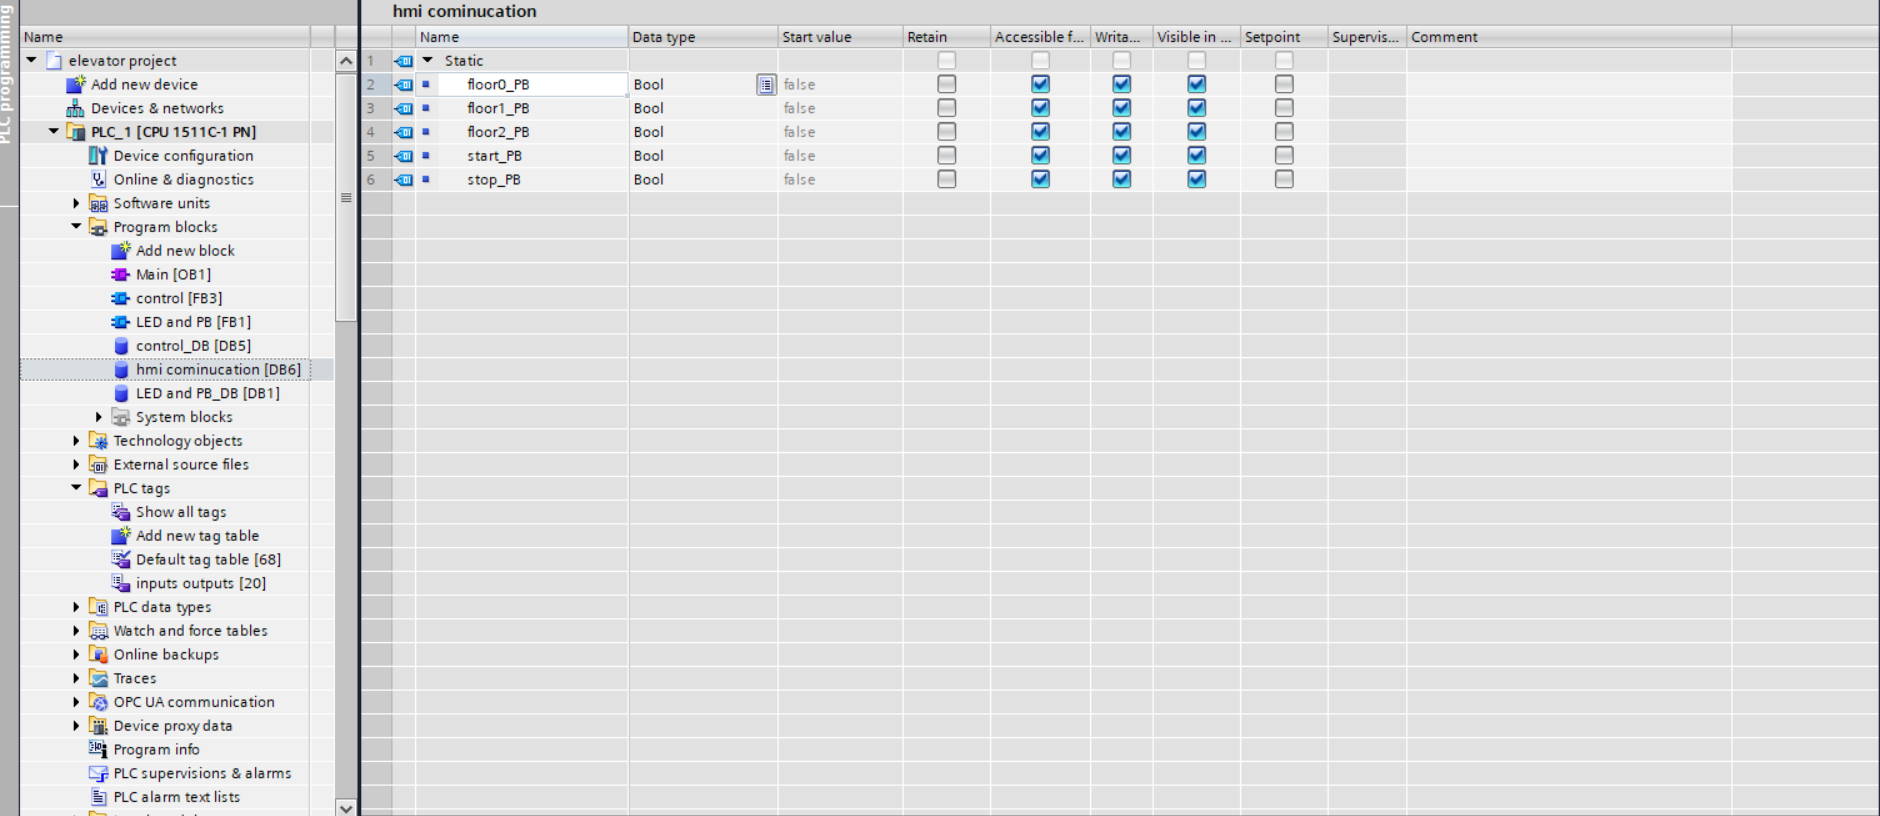 PLC programming
Name
elevator project
Add new device
Devices & networks
PLC_1 [CPU 1511C-1 PN]
Device configuration
Online & diagnostics
Software units
Program blocks
Add new block
Main [OB1]
control [FB3]
LED and PB [FB1]
control_DB [DB5]
hmi cominucation [DB6]
LED and PB_DB [DB1]
System blocks
Technology objects
External source files
PLC tags
Show all tags
Add new tag table
Default tag table [68]
inputs outputs [20]
PLC data types
Watch and force tables
Online backups
Traces
OPC UA communication
Device proxy data
Program info
PLC supervisions & alarms
PLC alarm text lists
hmi cominucation
Name Data type Start value Retain Accessible f... Writa... Visible in ... Setpoint Supervis... Comment
1 Static
2 floor0_PB Bool false
3 floor1_PB Bool false
4 floor2_PB Bool false
5 start_PB Bool false
6 stop_PB Bool false